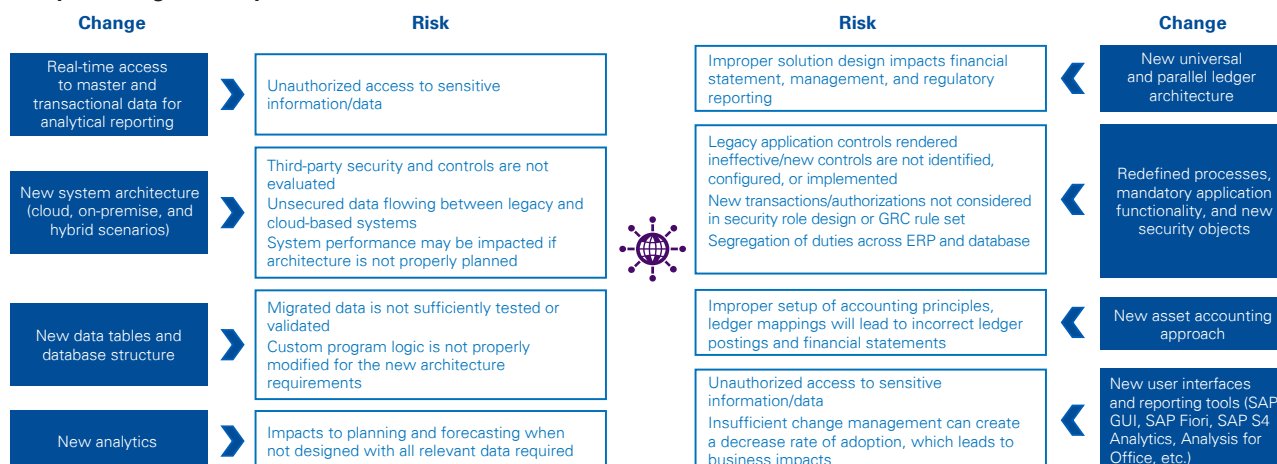 Change
Risk
Real-time access
to master and
transactional data for
analytical reporting
Unauthorized access to sensitive
information/data
New system architecture
(cloud, on-premise, and
hybrid scenarios)
Third-party security and controls are not
evaluated
Unsecured data flowing between legacy and
cloud-based systems
System performance may be impacted if
architecture is not properly planned
New data tables and
database structure
Migrated data is not sufficiently tested or
validated
Custom program logic is not properly
modified for the new architecture
requirements
New analytics
Impacts to planning and forecasting when
not designed with all relevant data required
Risk
Change
Improper solution design impacts financial
statement, management, and regulatory
reporting
New universal
and parallel ledger
architecture
Legacy application controls rendered
ineffective/new controls are not identified,
configured, or implemented
New transactions/authorizations not considered
in security role design or GRC rule set
Segregation of duties across ERP and database
Redefined processes,
mandatory application
functionality, and new
security objects
Improper setup of accounting principles,
ledger mappings will lead to incorrect ledger
postings and financial statements
New asset accounting
approach
Unauthorized access to sensitive
information/data
Insufficient change management can create
a decrease rate of adoption, which leads to
business impacts
New user interfaces
and reporting tools (SAP
GUI, SAP Fiori, SAP S4
Analytics, Analysis for
Office, etc.)